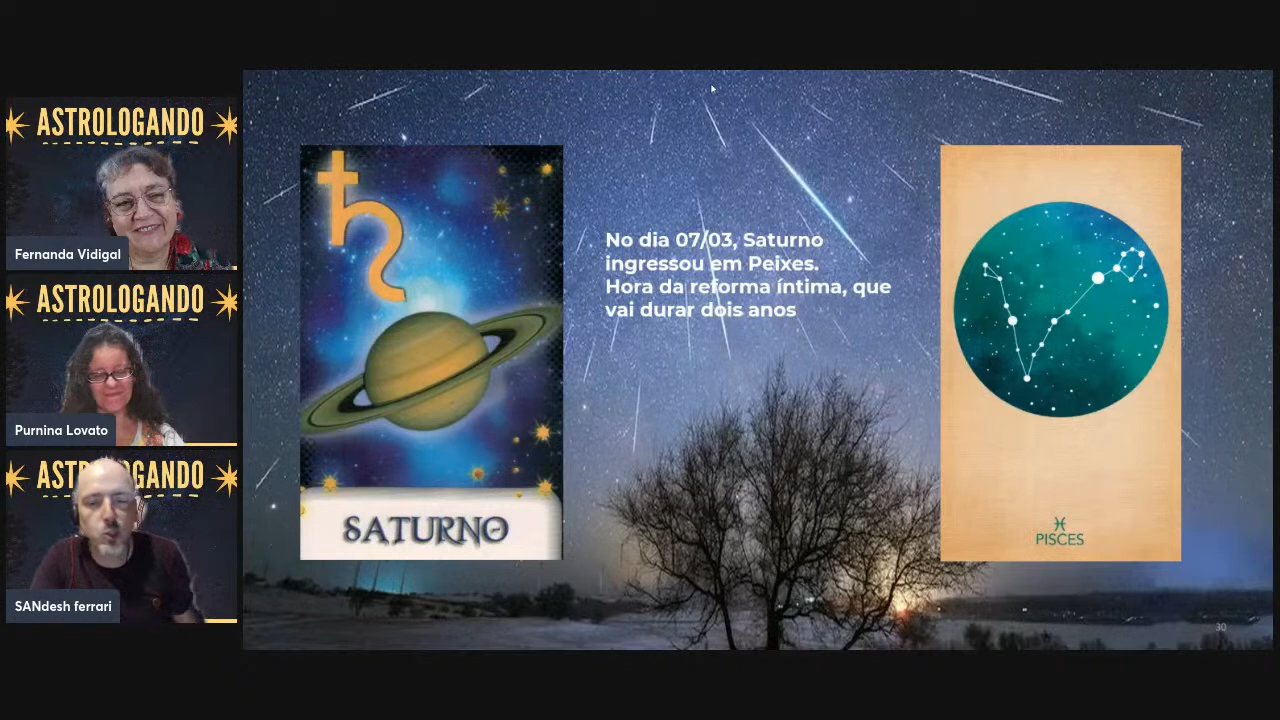 ASTROLOGANDO
Fernanda Vidigal
ASTROLOGANDO
Purnina Lovato
ASTROLOGANDO
SANdesh ferrari
SATURNO
No dia 07/03, Saturno
ingressou em Peixes.
Hora da reforma íntima, que
vai durar dois anos
PISCES
30